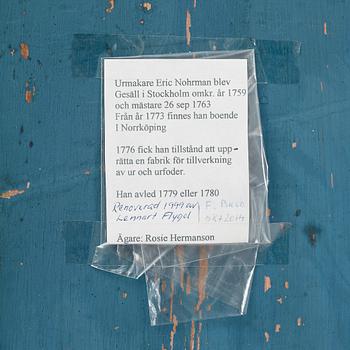 Urmakare Eric Nohrman blev
Gesäll i Stockholm omkr. år 1759
och mästare 26 sep 1763
Från år 1773 finnes han boende
I Norrköping
1776 fick han tillstånd att upp-
rätta en fabrik för tillverkning
av ur och urfoder.
Han avled 1779 eller 1780
Renoverad 1999 av
Lennart Flygel
Ägare: Rosie Hermanson